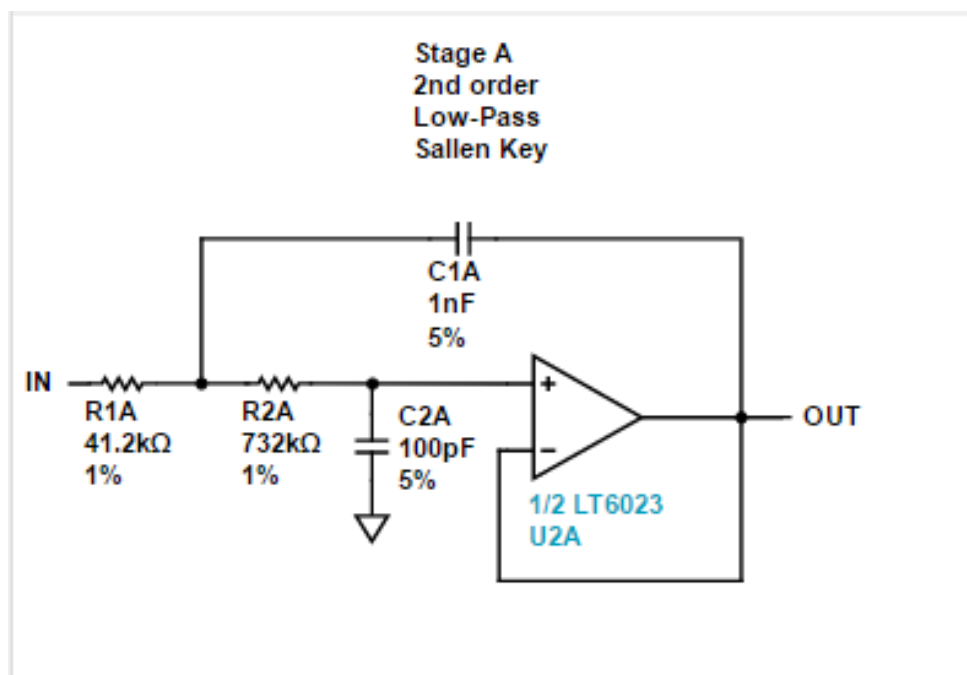 Stage A
2nd order
Low-Pass
Sallen Key
C1A
1nF
5%
IN
R1A
41.2kΩ
1%
R2A
732kΩ
1%
C2A
100pF
5%
+
−
OUT
1/2 LT6023
U2A